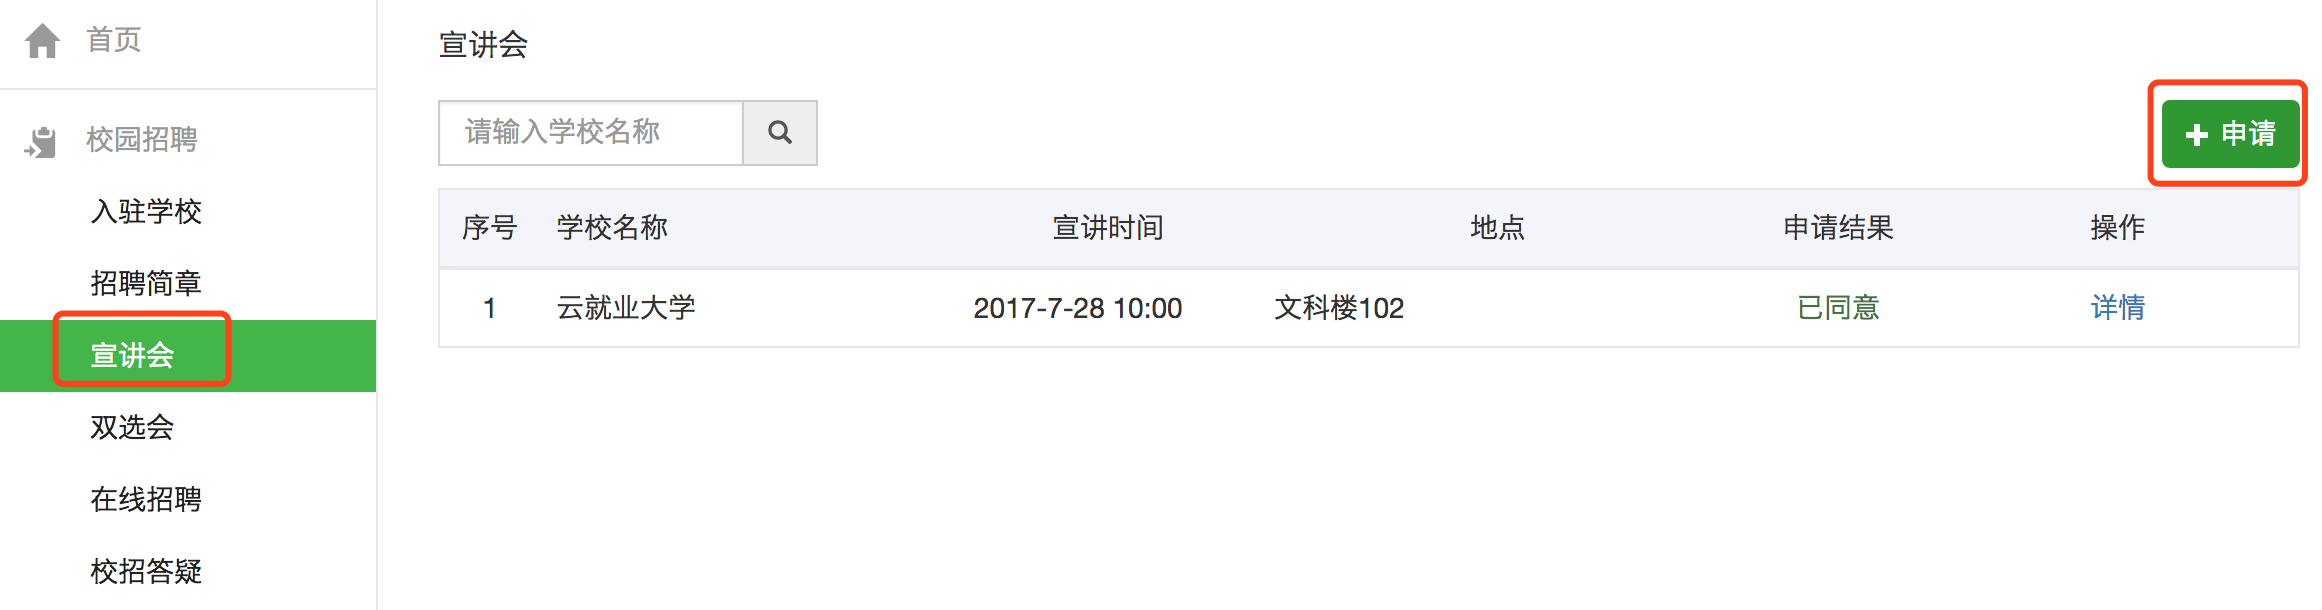 首页
校园招聘
入驻学校
招聘简章
宣讲会
双选会
在线招聘
校招答疑
宣讲会
请输入学校名称
申请
序号 学校名称 宣讲时间 地点 申请结果 操作
1 云就业大学 2017-7-28 10:00 文科楼102 已同意 详情